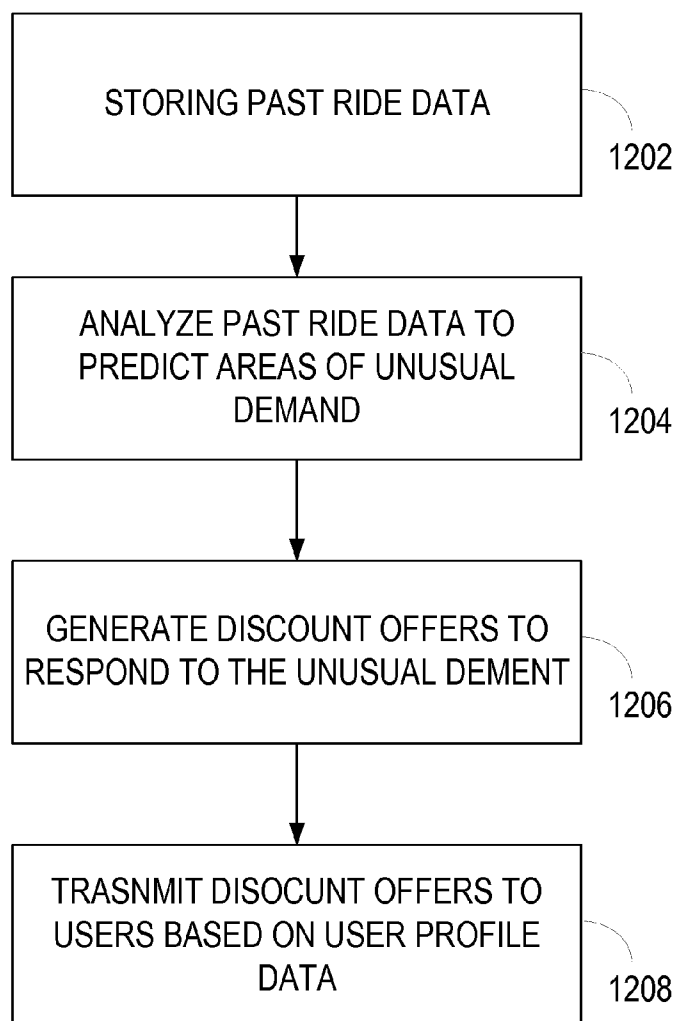 STORING PAST RIDE DATA
1202
ANALYZE PAST RIDE DATA TO
PREDICT AREAS OF UNUSUAL
DEMAND
1204
GENERATE DISCOUNT OFFERS TO
RESPOND TO THE UNUSUAL DEMENT
1206
TRASNMIT DISOCUNT OFFERS TO
USERS BASED ON USER PROFILE
DATA
1208